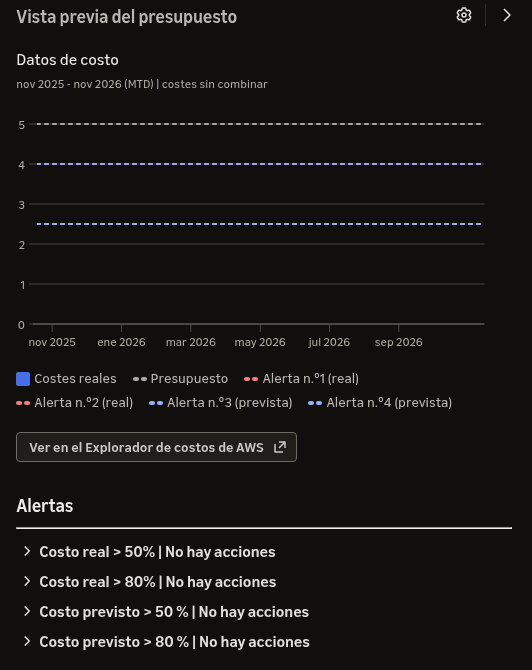 Vista previa del presupuesto
Datos de costo
nov 2025 - nov 2026 (MTD) | costes sin combinar
5
4
3
2
1
0
nov 2025 ene 2026 mar 2026 may 2026 jul 2026 sep 2026
Costes reales Presupuesto Alerta n.º1 (real)
Alerta n.º2 (real) Alerta n.º3 (prevista) Alerta n.º4 (prevista)
Ver en el Explorador de costos de AWS
Alertas
Costo real > 50% | No hay acciones
Costo real > 80% | No hay acciones
Costo previsto > 50 % | No hay acciones
Costo previsto > 80 % | No hay acciones